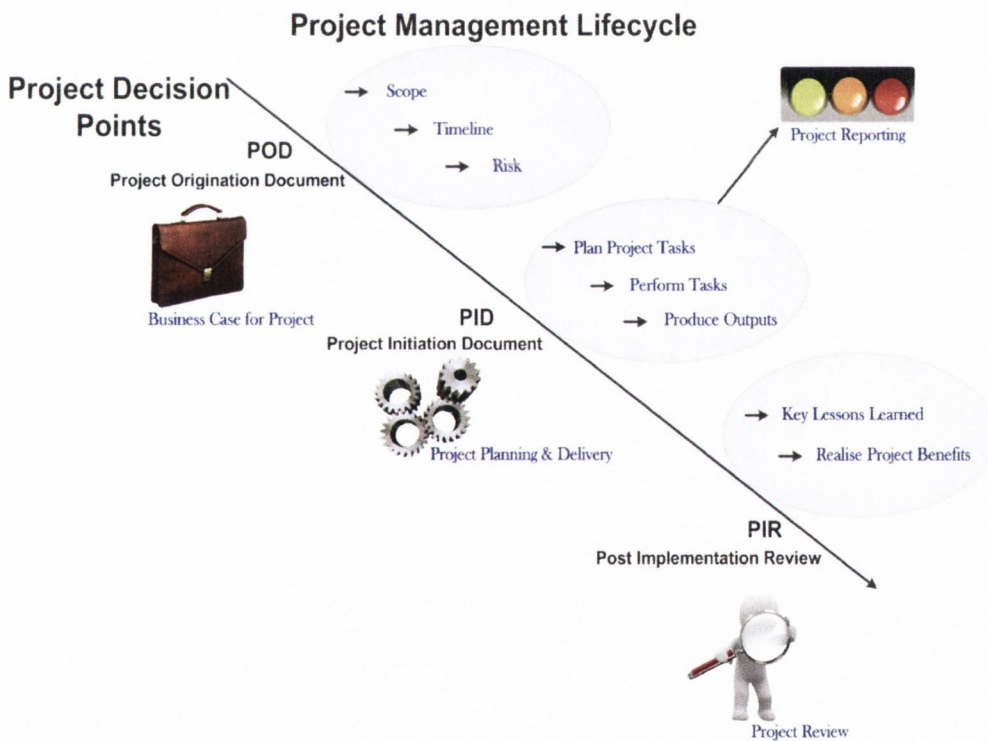 Project Management Lifecycle
Project Decision
Points
Scope
Timeline
Risk
Project Reporting
POD
Project Origination Document
Business Case for Project
Plan Project Tasks
Perform Tasks
Produce Outputs
PID
Project Initiation Document
Project Planning & Delivery
Key Lessons Learned
Realise Project Benefits
PIR
Post Implementation Review
Project Review